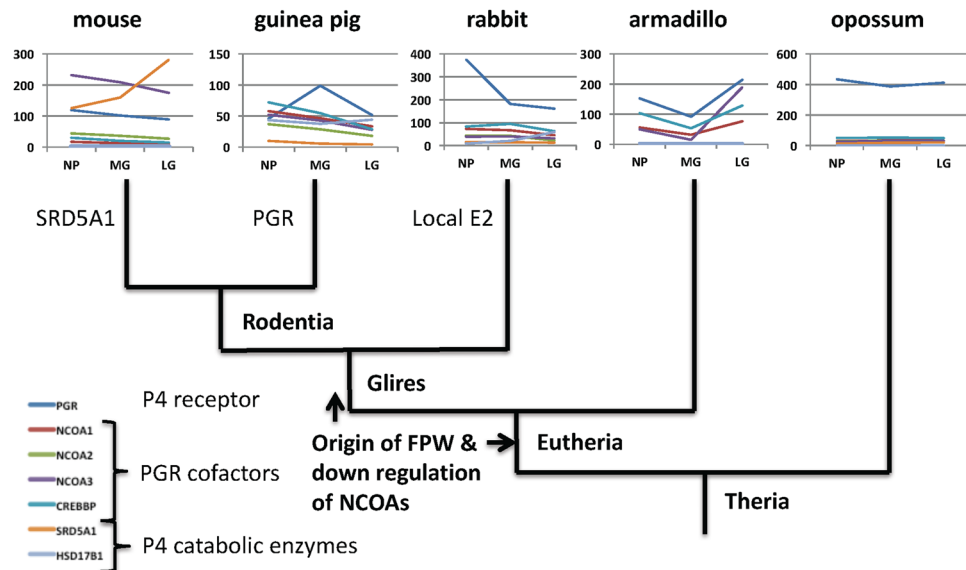 mouse guinea pig rabbit armadillo opossum
300 150 400 300 600
200 100 300 200 400
100 50 200 100 200
0 0 100 0 0
0
NP MG LG NP MG LG NP MG LG NP MG LG NP MG LG
SRD5A1 PGR Local E2
Rodentia
Glires
P4 receptor
Origin of FPW &
down regulation
of NCOAs
Eutheria
Theria
PGR
NCOA1
NCOA2
NCOA3
CREBBP
SRD5A1
HSD17B1
PGR cofactors
P4 catabolic enzymes